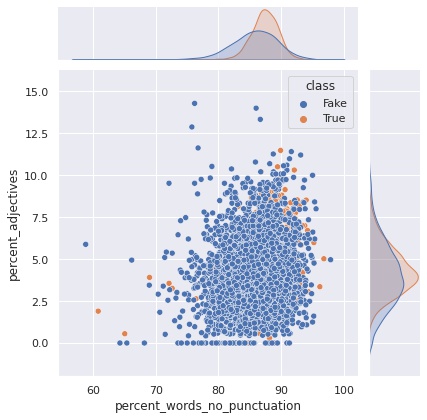 class
Fake
True
15.0
12.5
10.0
7.5
5.0
2.5
0.0
percent_adjectives
60 70 80 90 100
percent_words_no_punctuation